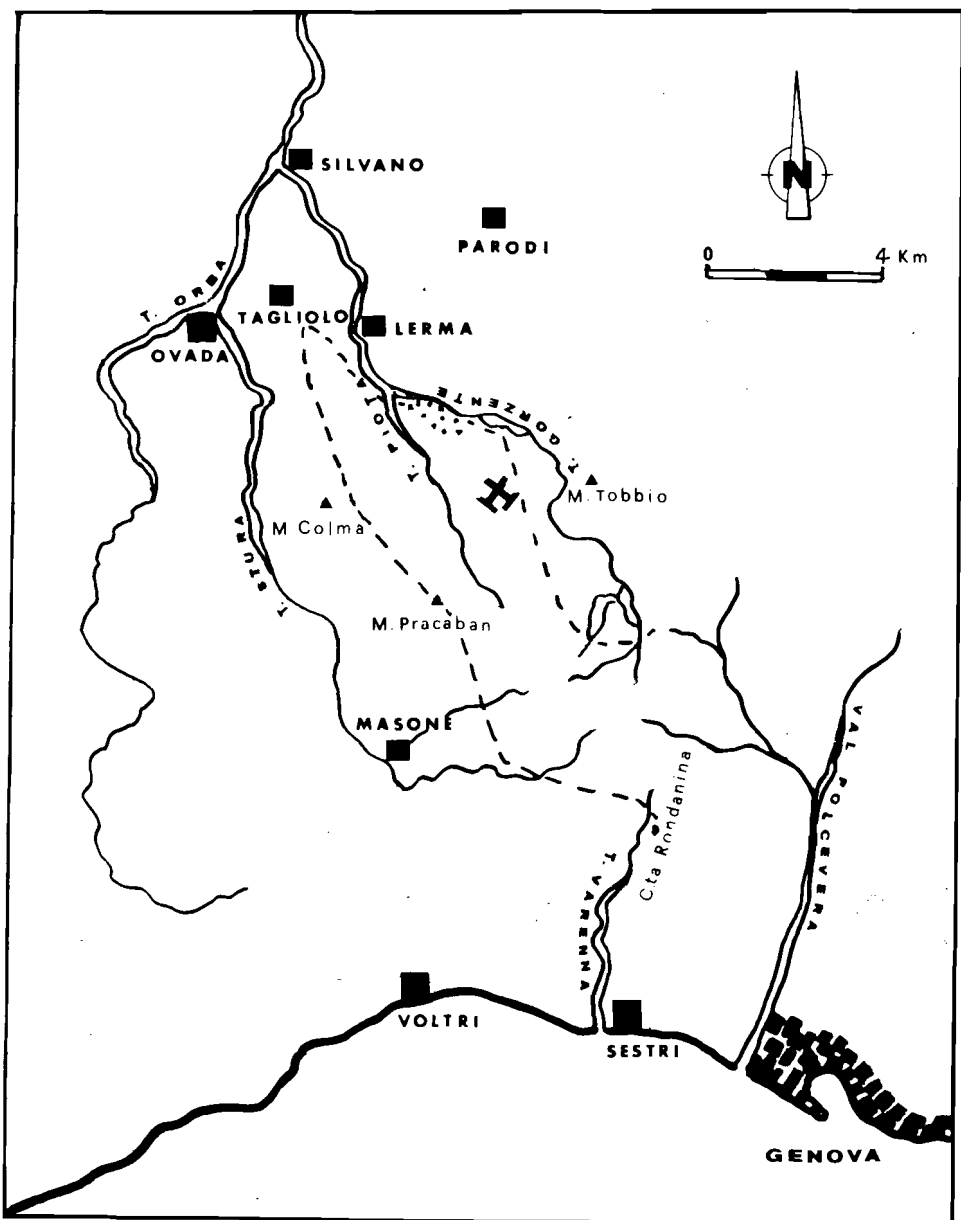 SILVANO
N
PARODI
0 4 Km
T. ORBA
TAGLIOLO
LERMA
OVADA
T. PIOTA
T. GORZENTE
M. Tobbio
M Colma
T. STURA
M. Pracaban
MASONE
VAL POLCEVERA
C.ta Rondanina
T. VARENNA
VOLTRI
SESTRI
GENOVA